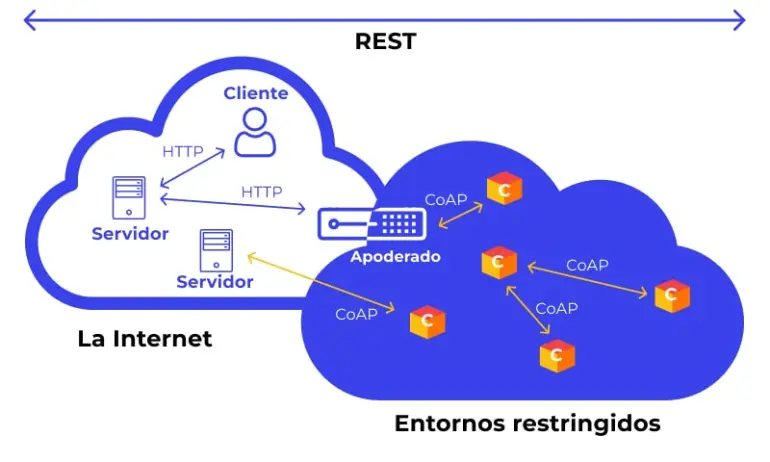 REST
Cliente
HTTP
HTTP
Servidor
Servidor
Apoderado
CoAP
C
C
CoAP
C
CoAP
C
CoAP
C
La Internet
Entornos restringidos